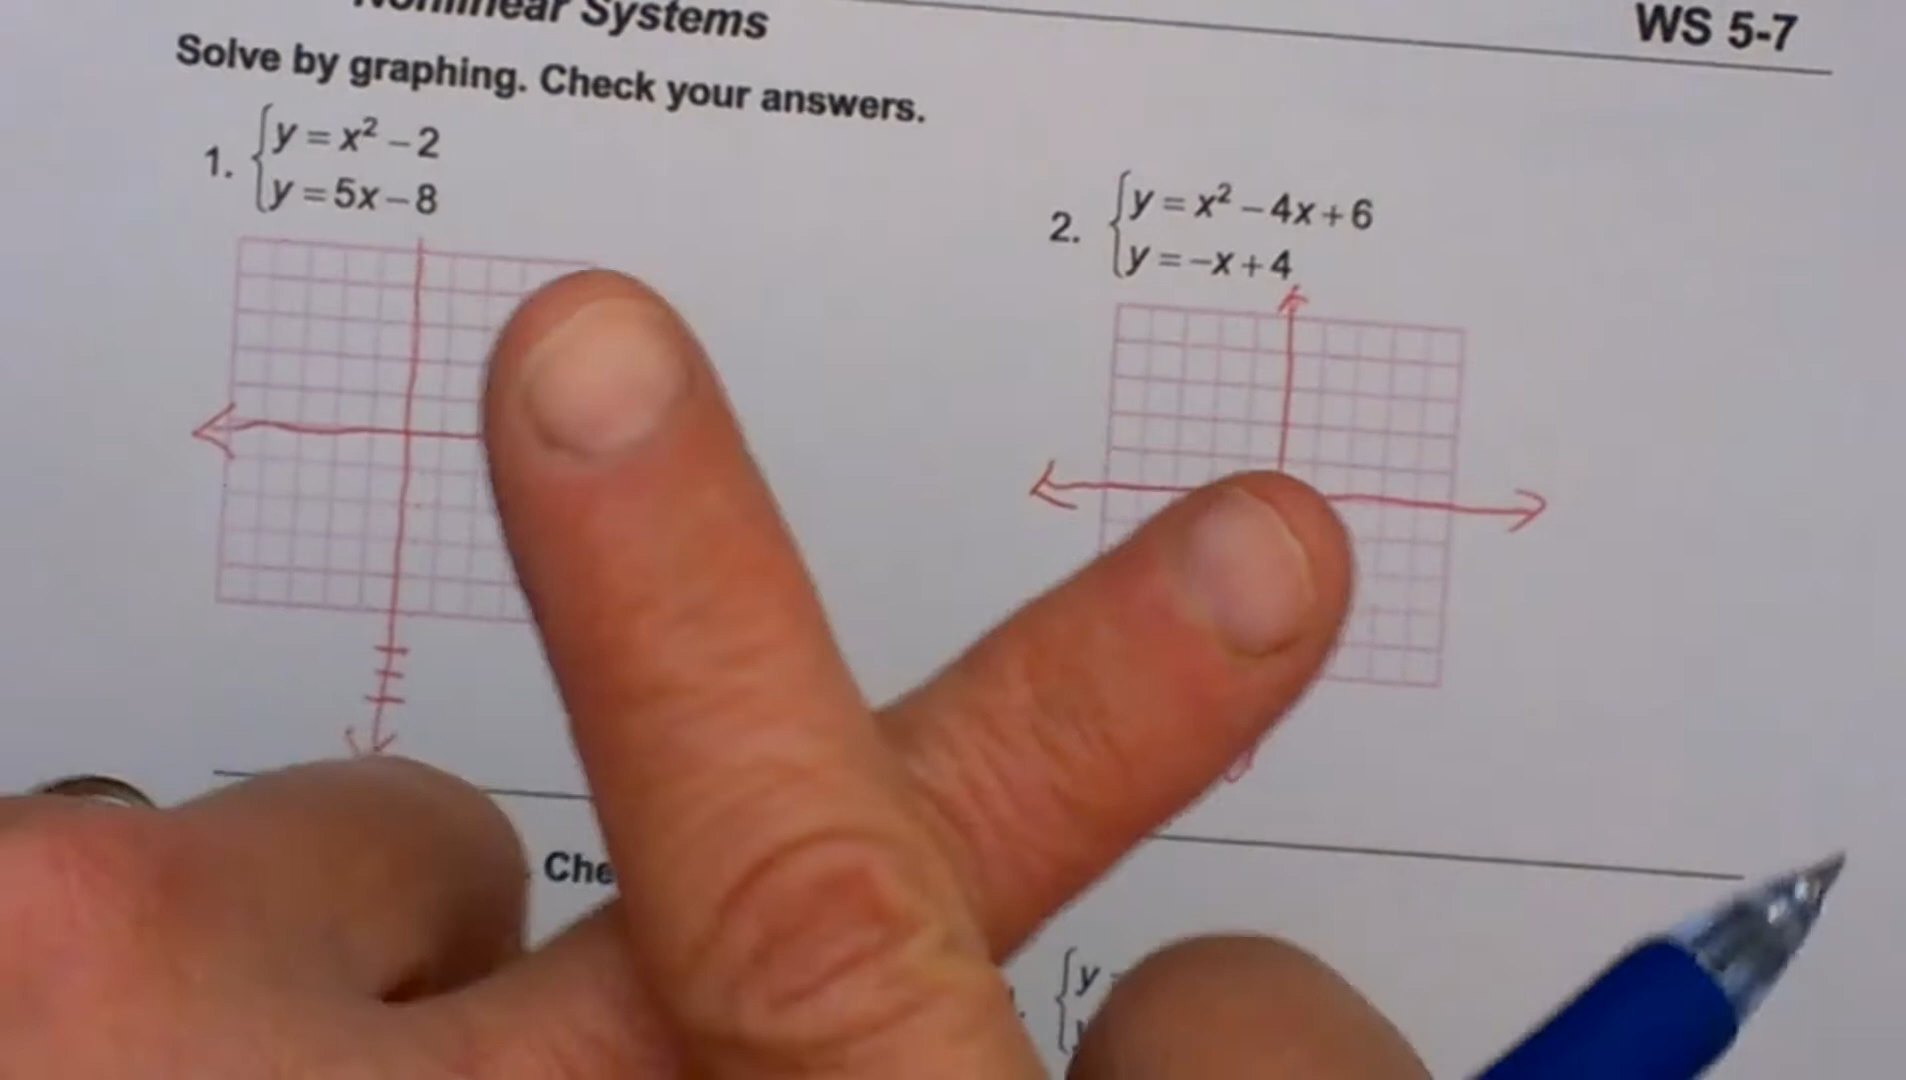 Nonlinear Systems
WS 5-7
Solve by graphing. Check your answers.
1. y = x² – 2
y = 5x – 8
2. y = x² – 4x + 6
y = –x + 4
y